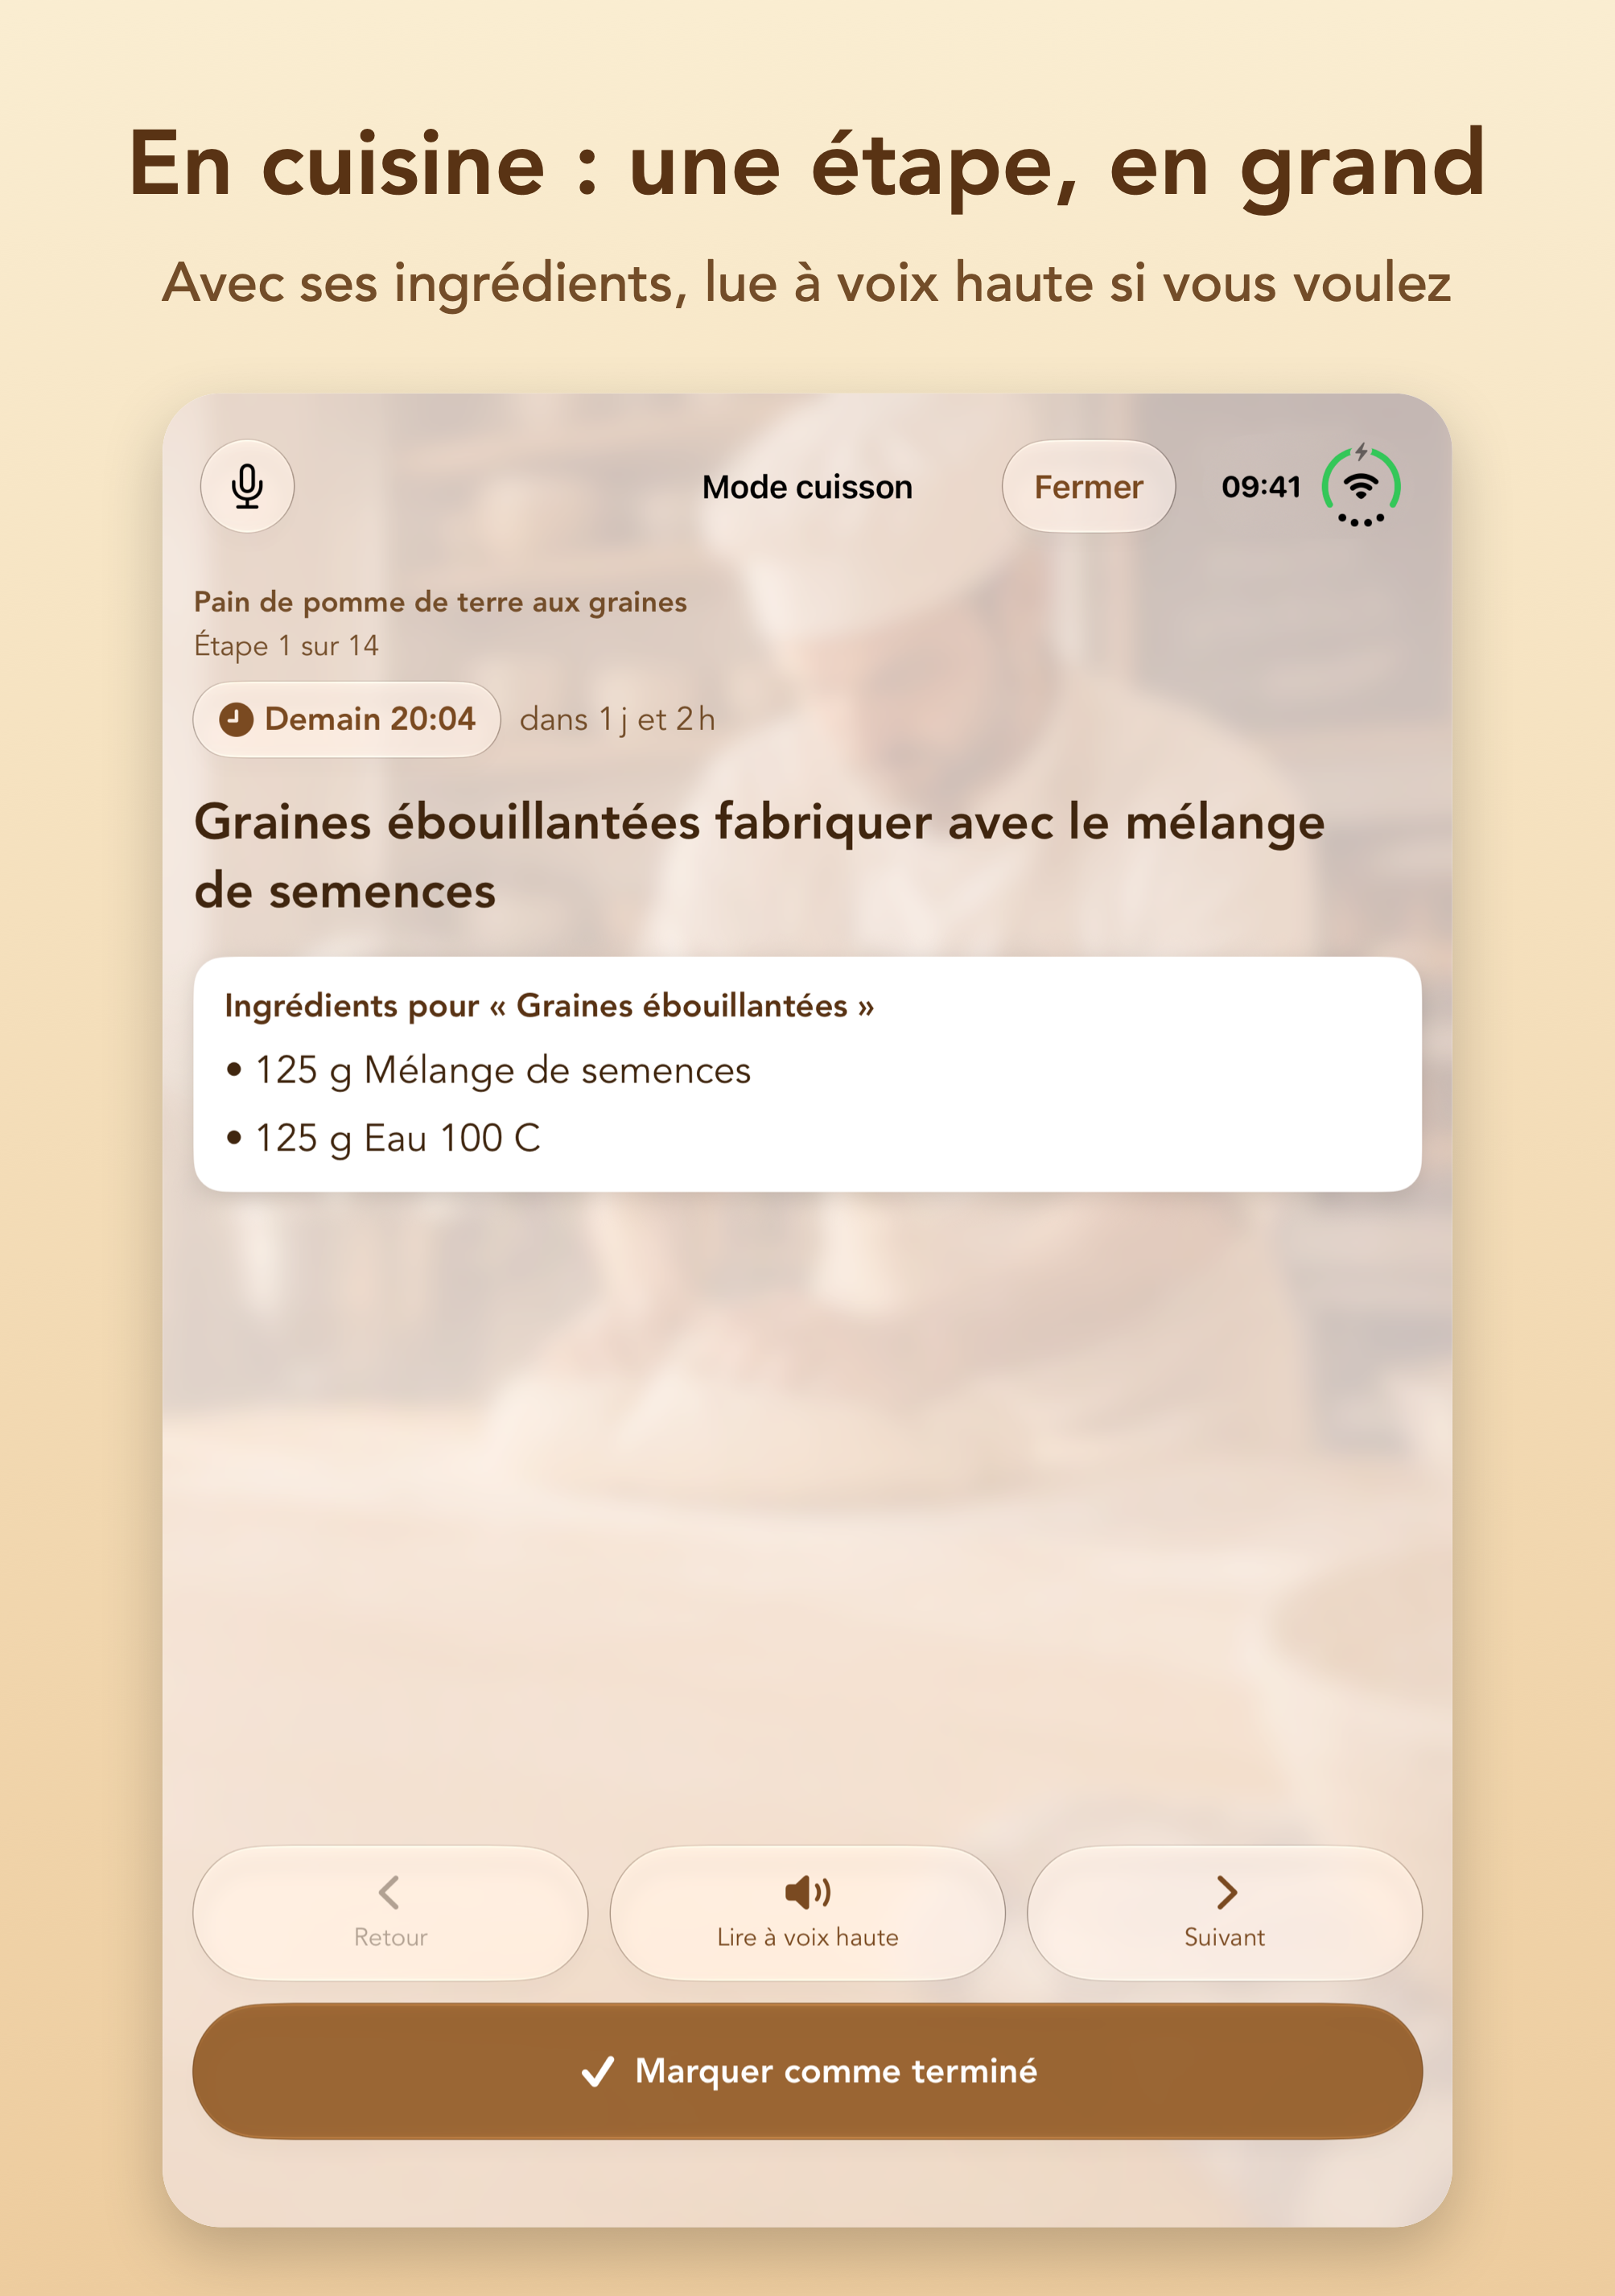 En cuisine : une étape, en grand
Avec ses ingrédients, lue à voix haute si vous voulez
Mode cuisson
Fermer
09:41
Pain de pomme de terre aux graines
Étape 1 sur 14
Demain 20:04 dans 1 j et 2 h
Graines ébouillantées fabriquer avec le mélange
de semences
Ingrédients pour « Graines ébouillantées »
• 125 g Mélange de semences
• 125 g Eau 100 C
Retour
Lire à voix haute
Suivant
Marquer comme terminé